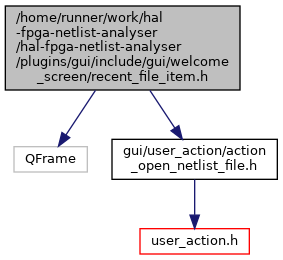 /home/runner/work/hal
-fpga-netlist-analyser
/hal-fpga-netlist-analyser
/plugins/gui/include/gui/welcome
_screen/recent_file_item.h
QFrame
gui/user_action/action
_open_netlist_file.h
user_action.h